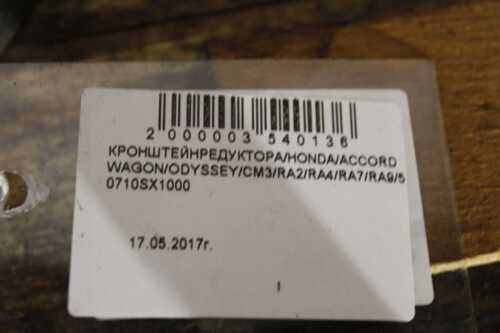 2 000003 540136
КРОНШТЕЙНРЕДУКТОРА/HONDA/ACCORD
WAGON/ODYSSEY/CM3/RA2/RA4/RA7/RA9/5
0710SX1000
17.05.2017г.